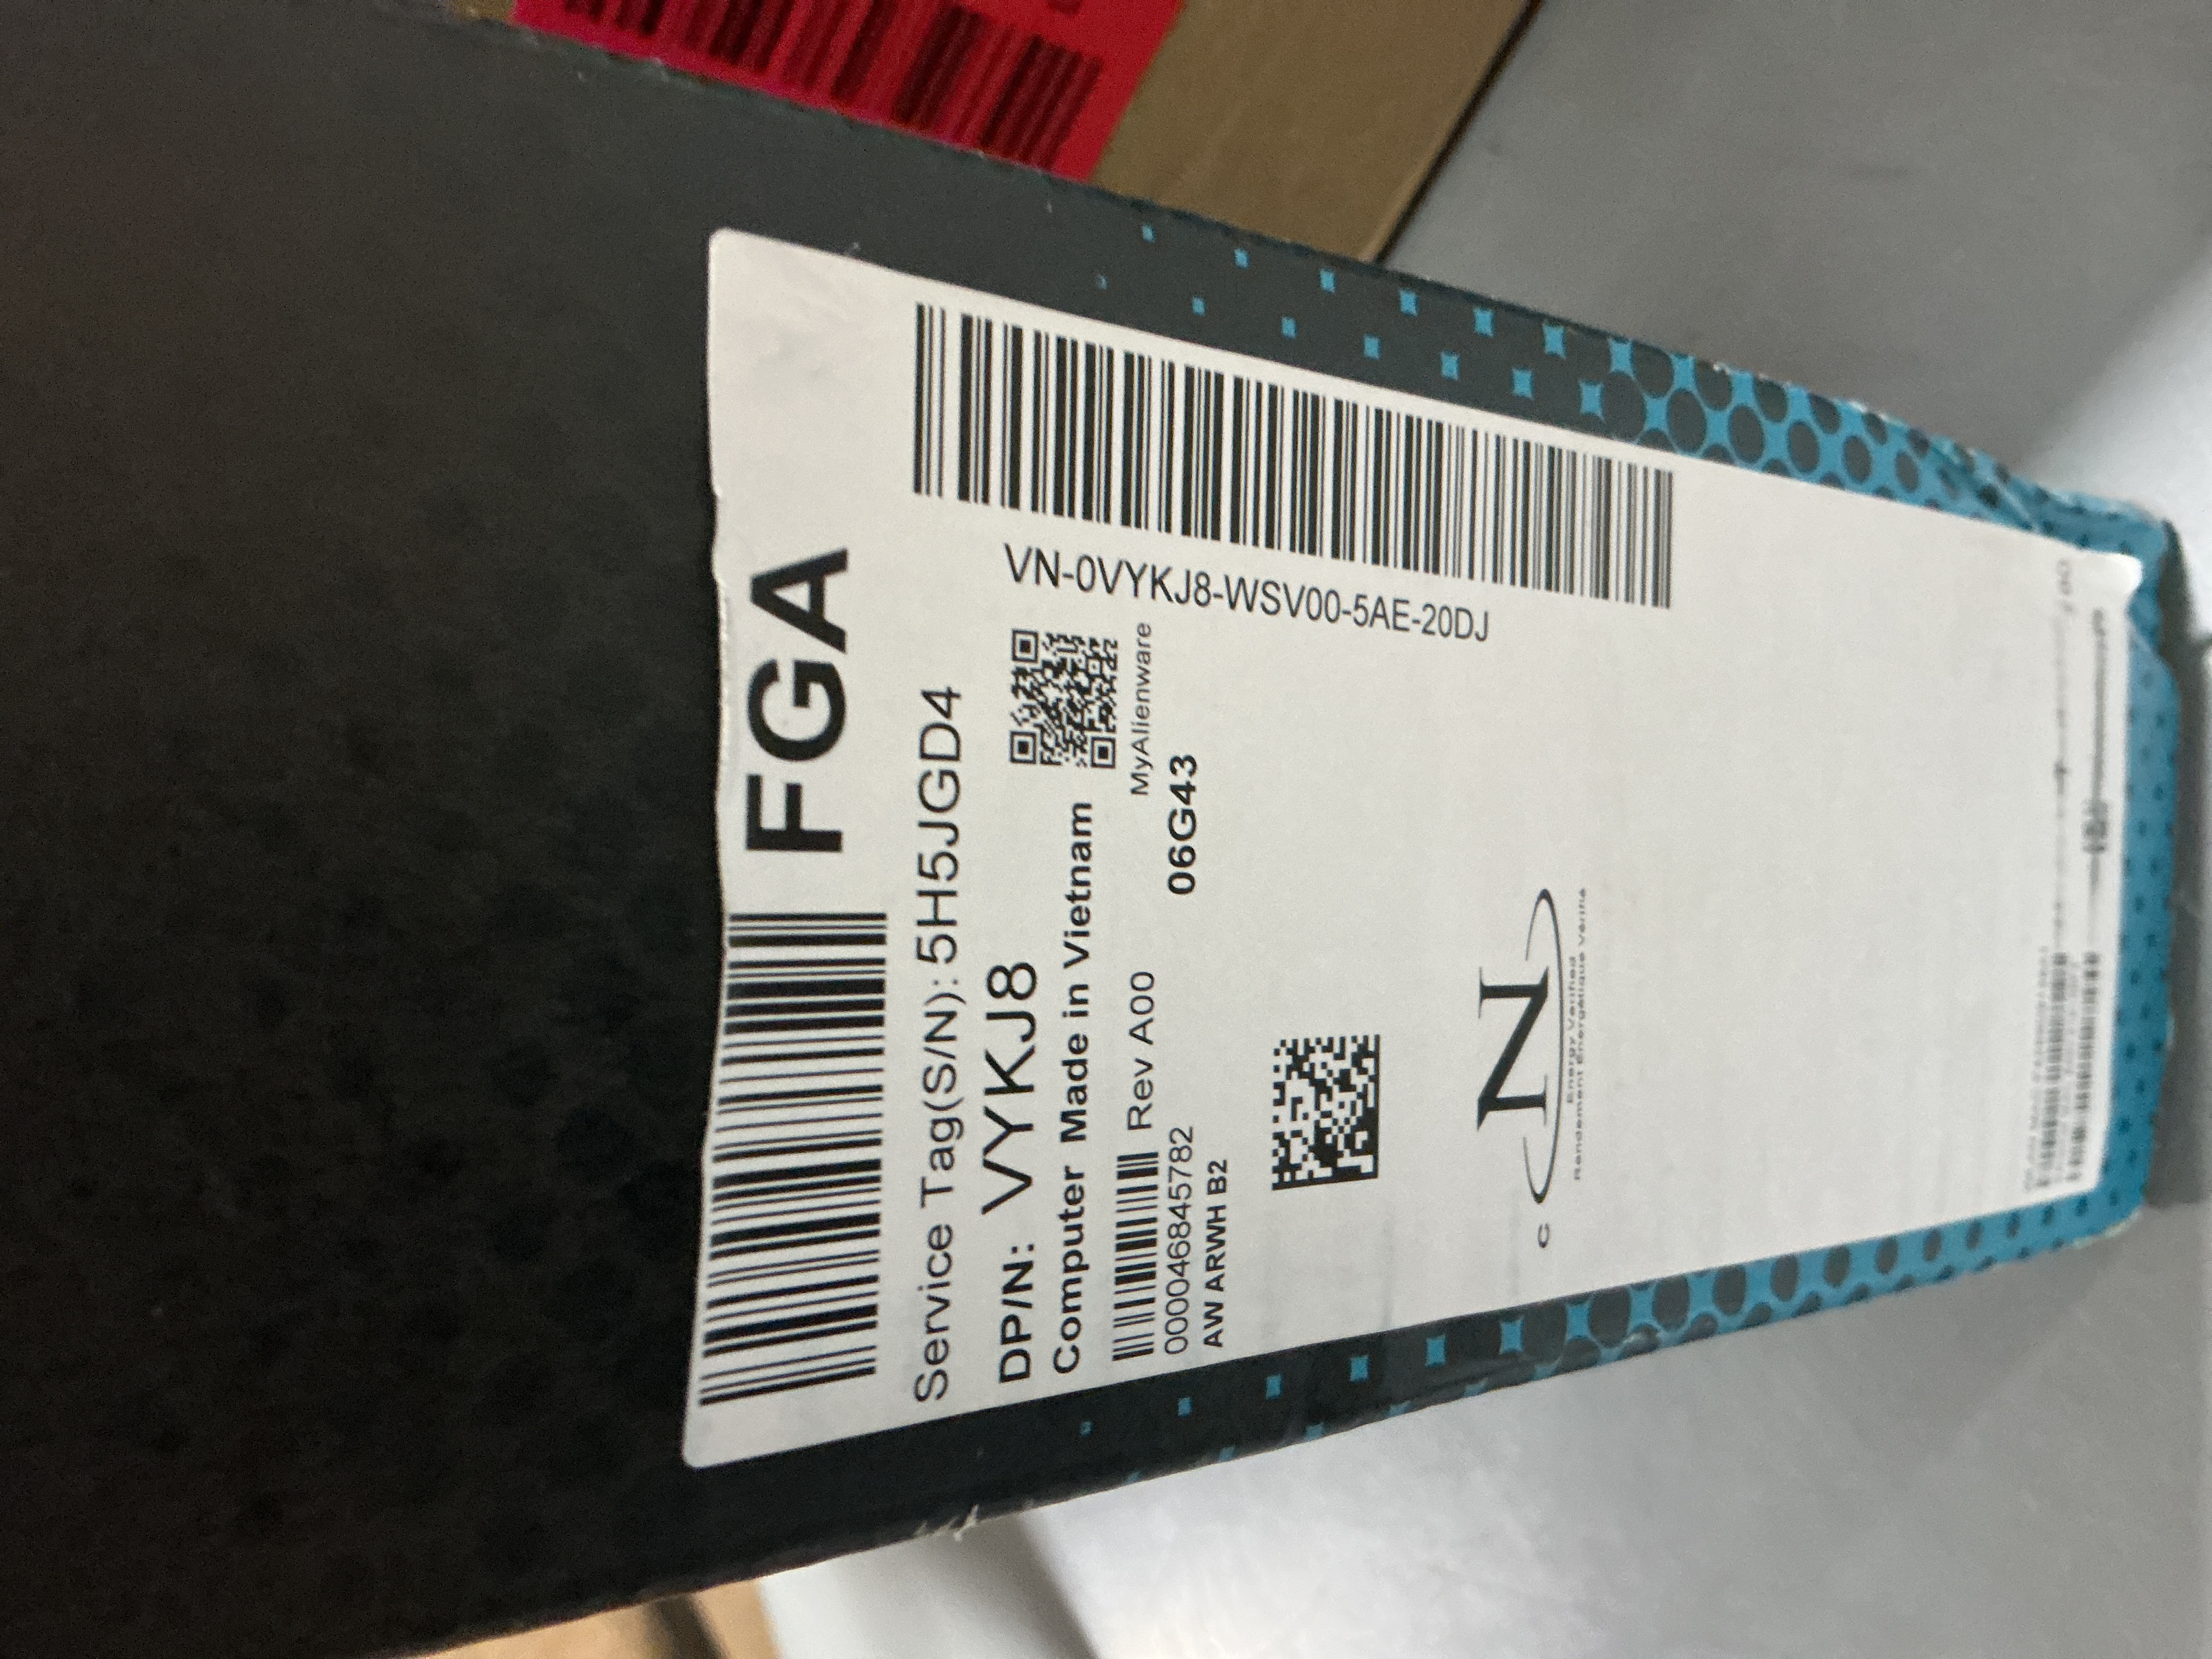 FGA
Service Tag(S/N): 5H5JGD4
DP/N: VYKJ8
Computer Made in Vietnam
MyAlienware
Rev A00
06G43
000046845782
AW ARWH B2
VN-0VYKJ8-WSV00-5AE-20DJ
C
N
Energy Verified
Rendement Énergétique Vérifié